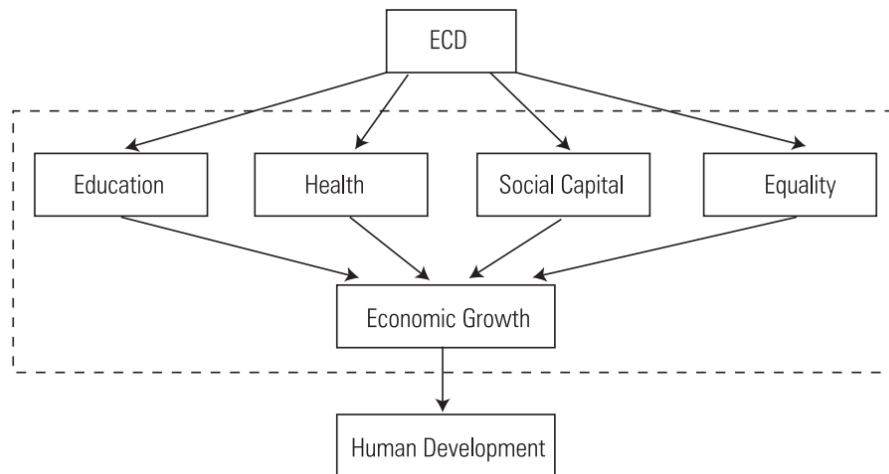 ECD
Education
Health
Social Capital
Equality
Economic Growth
Human Development